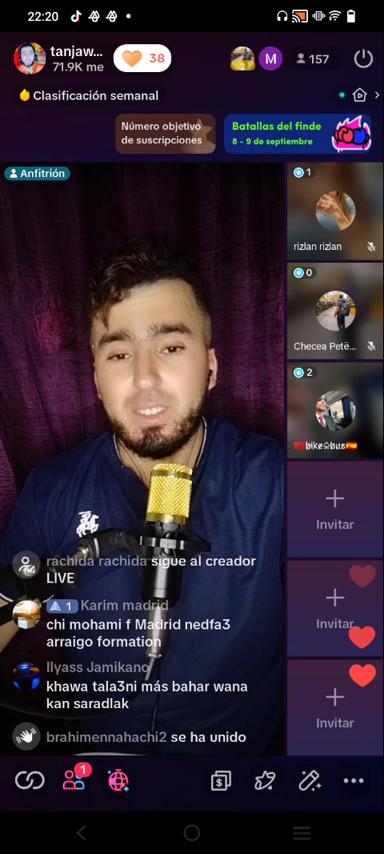 22:20
tanjaw...
71.9K me
38
2
M
157
Clasificación semanal
Número objetivo
de suscripciones
Batallas del finde
8 - 9 de septiembre
Anfitrión
1
rizlan rizlan
0
Checea Petë...
2
Invitar
Invitar
Invitar
rachida rachida sigue al creador
LIVE
1 Karim madrid
chi mohami f Madrid nedfa3
arraigo formation
Ilyass Jamikano
khawa tala3ni más bahar wana
kan saradlak
brahimennahachi2 se ha unido
1